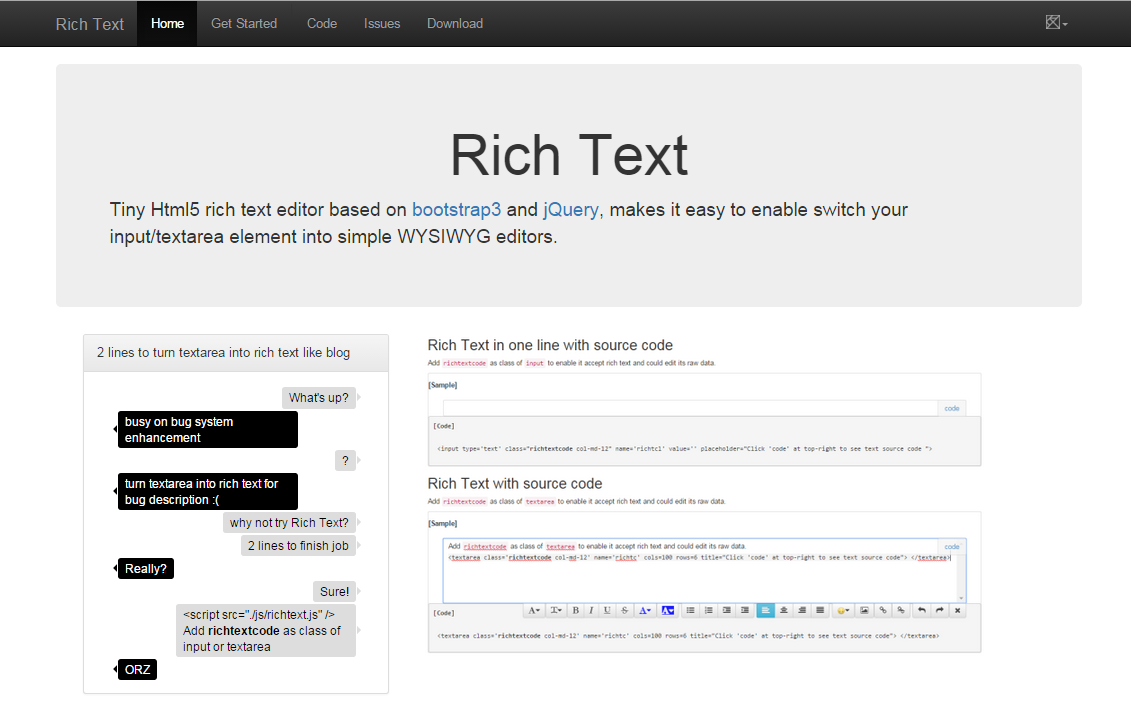 Rich Text Home Get Started Code Issues Download
Rich Text
Tiny Html5 rich text editor based on bootstrap3 and jQuery, makes it easy to enable switch your
input/textarea element into simple WYSIWYG editors.
2 lines to turn textarea into rich text like blog
What's up?
busy on bug system
enhancement
?
turn textarea into rich text for
bug description :(
why not try Rich Text?
2 lines to finish job
Really?
Sure!
<script src="./js/richtext.js" />
Add richtextcode as class of
input or textarea
ORZ
Rich Text in one line with source code
Add richtextcode as class of input to enable it accept rich text and could edit its raw data.
[Sample]
code
[Code]
<input type='text' class="richtextcode col-md-12" name='richtc1' value='' placeholder="Click 'code' at top-right to see text source code ">
Rich Text with source code
Add richtextcode as class of textarea to enable it accept rich text and could edit its raw data.
[Sample]
Add richtextcode as class of textarea to enable it accept rich text and could edit its raw data.
code
<textarea class='richtextcode col-md-12' name='richtc' cols=100 rows=6 title="Click 'code' at top-right to see text source code"> </textarea>
[Code]
A T B I U S A A
<textarea class='richtextcode col-md-12' name='richtc' cols=100 rows=6 title="Click 'code' at top-right to see text source code"> </textarea>